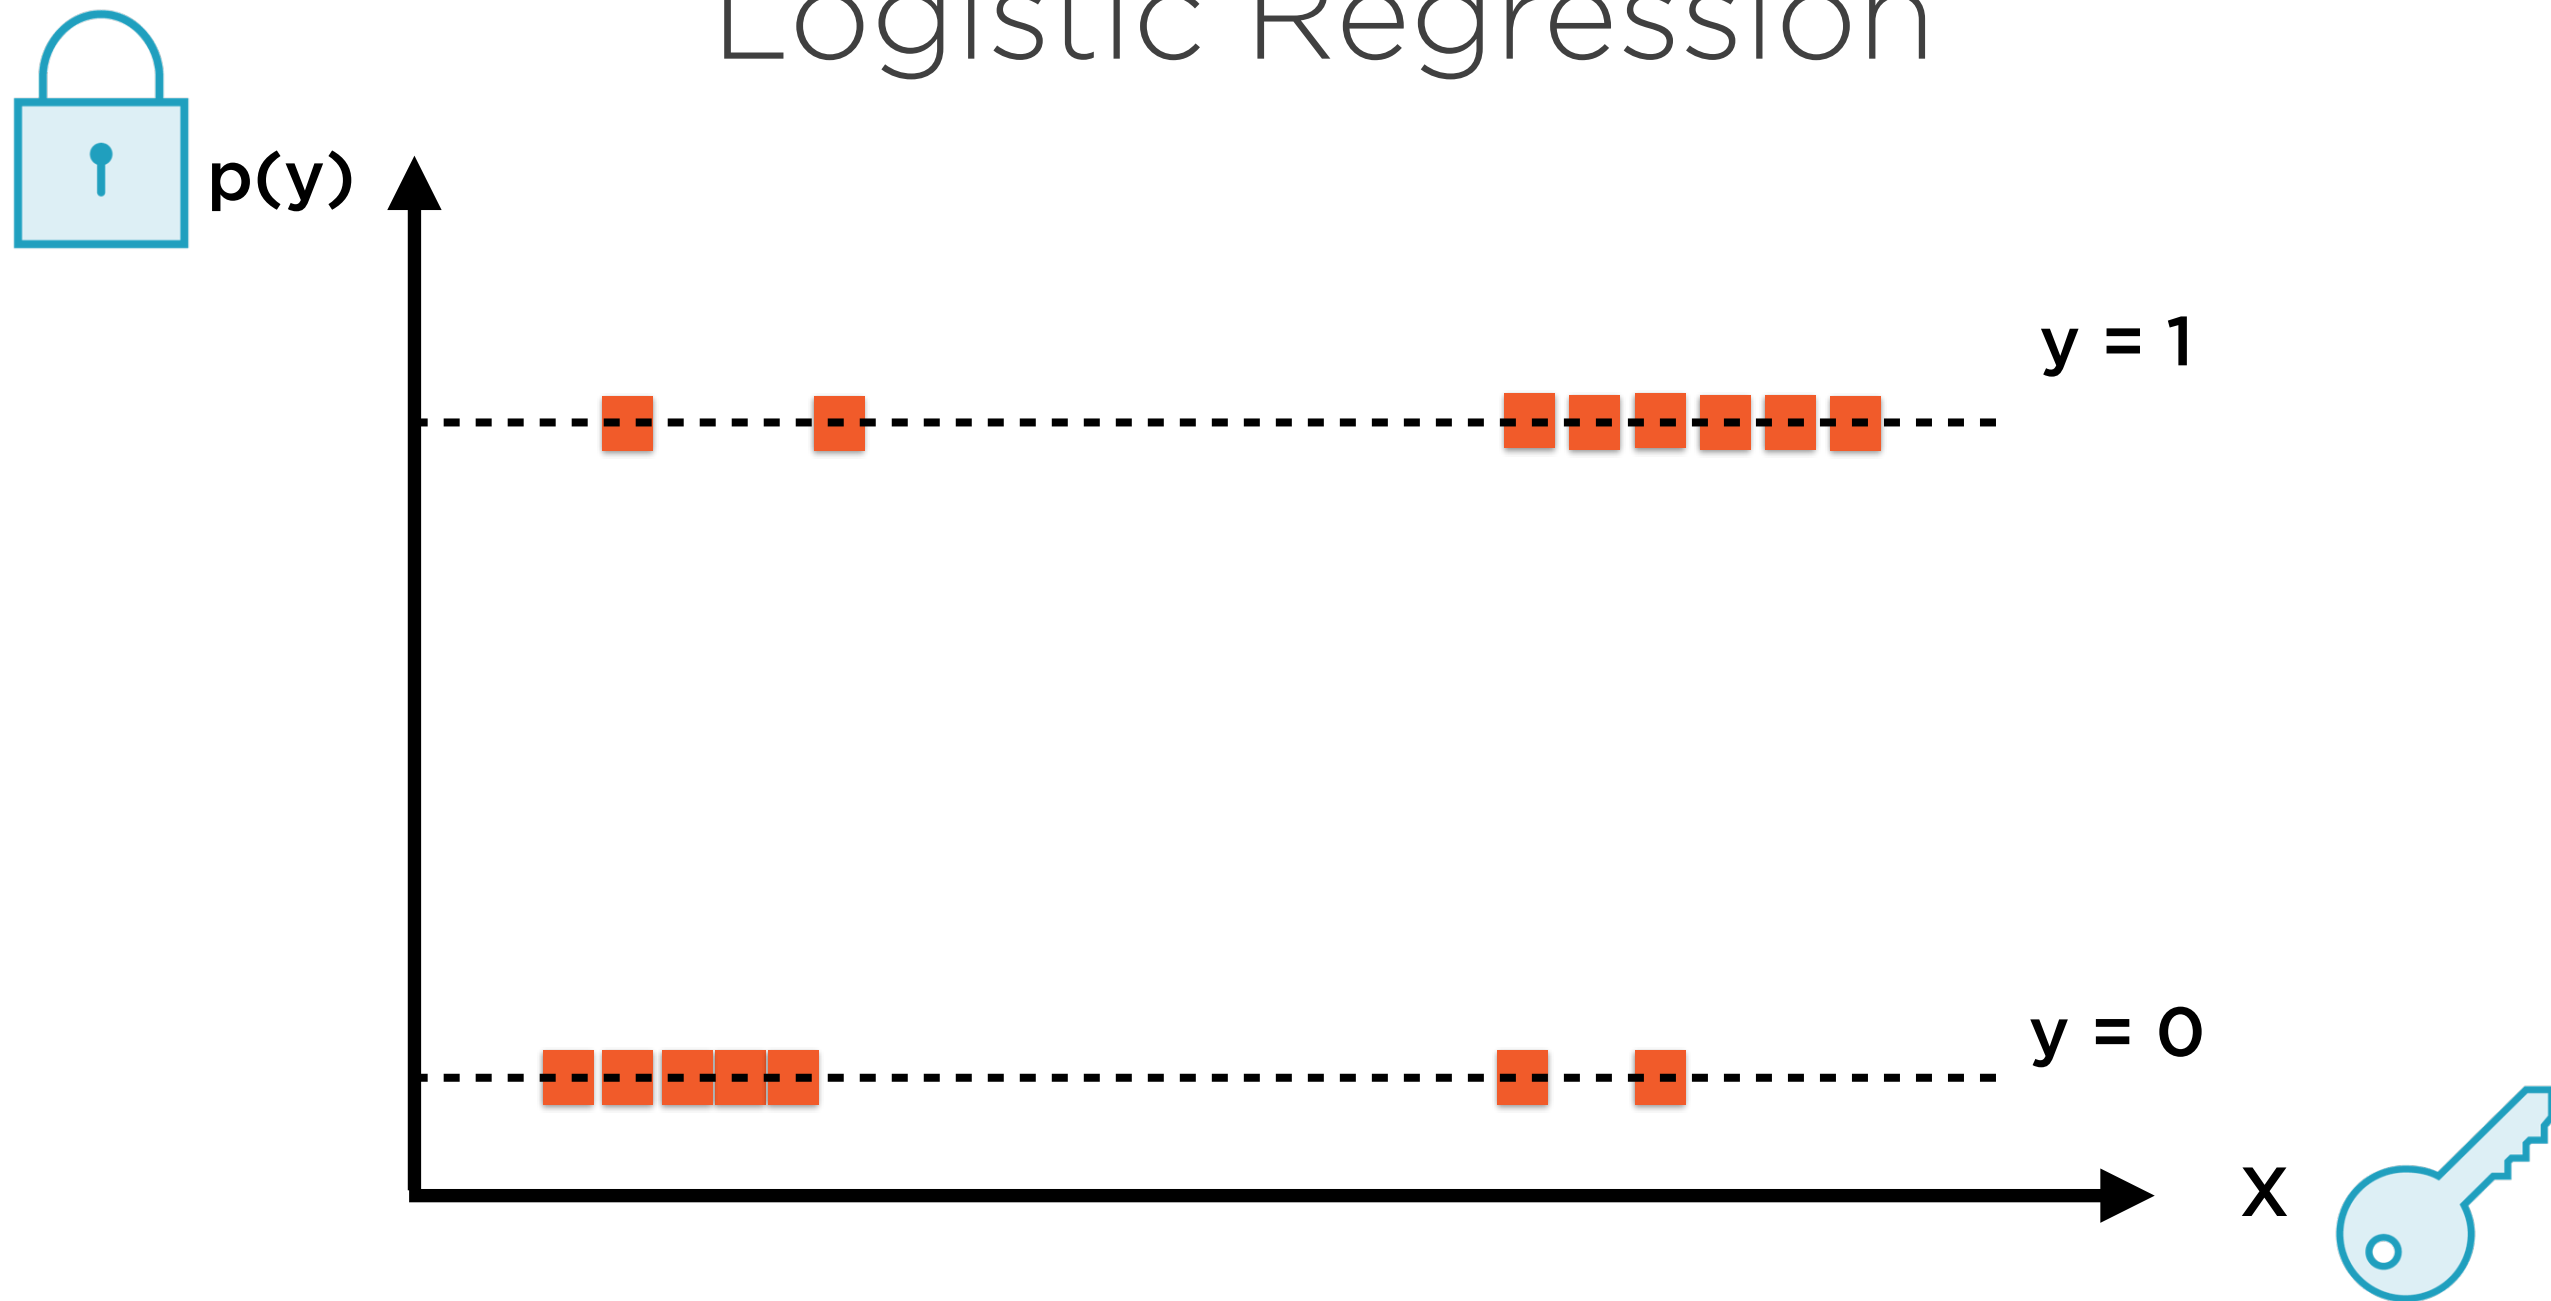 Logistic Regression
p(y)
y = 1
y = 0
X